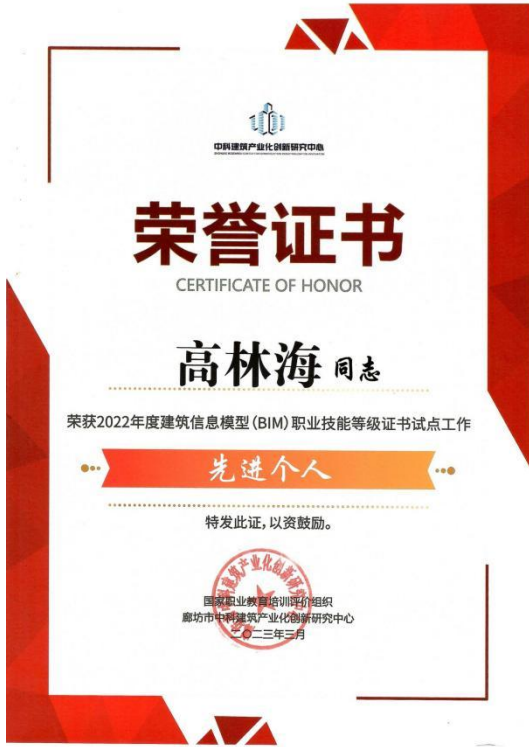 中科建筑产业化创新研究中心
荣誉证书
CERTIFICATE OF HONOR
高林海 同志
荣获2022年度建筑信息模型(BIM)职业技能等级证书试点工作
先进个人
特发此证,以资鼓励。
国家职业教育培训评价组织
廊坊市中科建筑产业化创新研究中心
二〇二三年三月